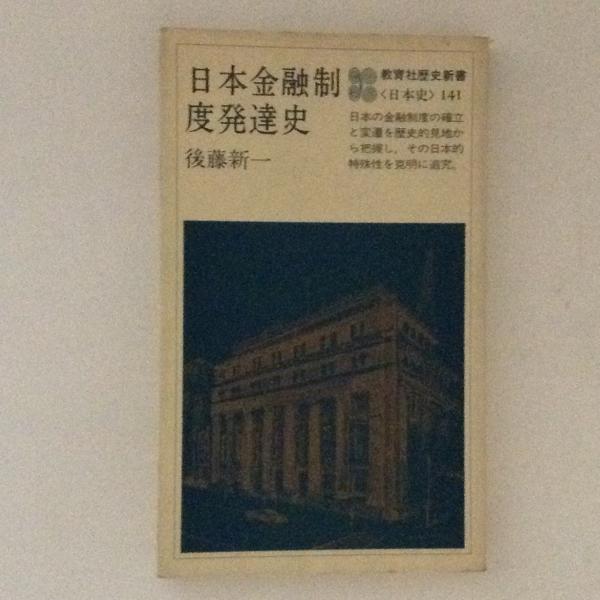 日本金融制
度発達史
後藤新一
教育社歴史新書
〈日本史〉141
日本の金融制度の確立
と変遷を歴史的見地か
ら把握し、その日本的
特殊性を克明に追究。